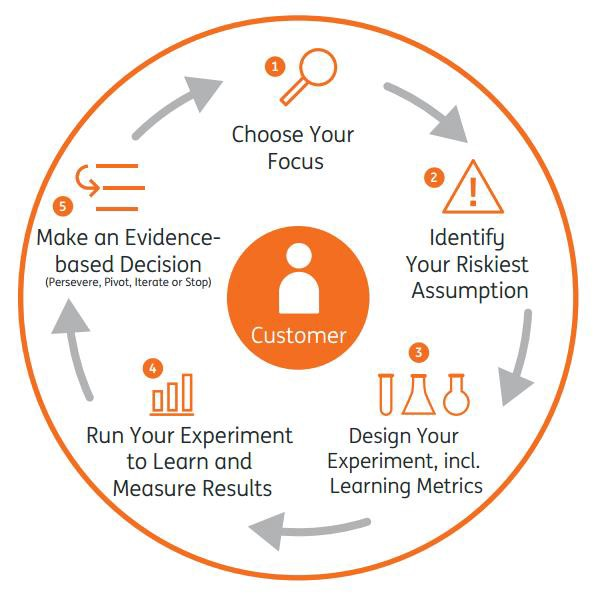 1
Choose Your
Focus
2
Identify
Your Riskiest
Assumption
3
Design Your
Experiment, incl.
Learning Metrics
4
Run Your Experiment
to Learn and
Measure Results
5
Make an Evidence-
based Decision
(Persevere, Pivot, Iterate or Stop)
Customer